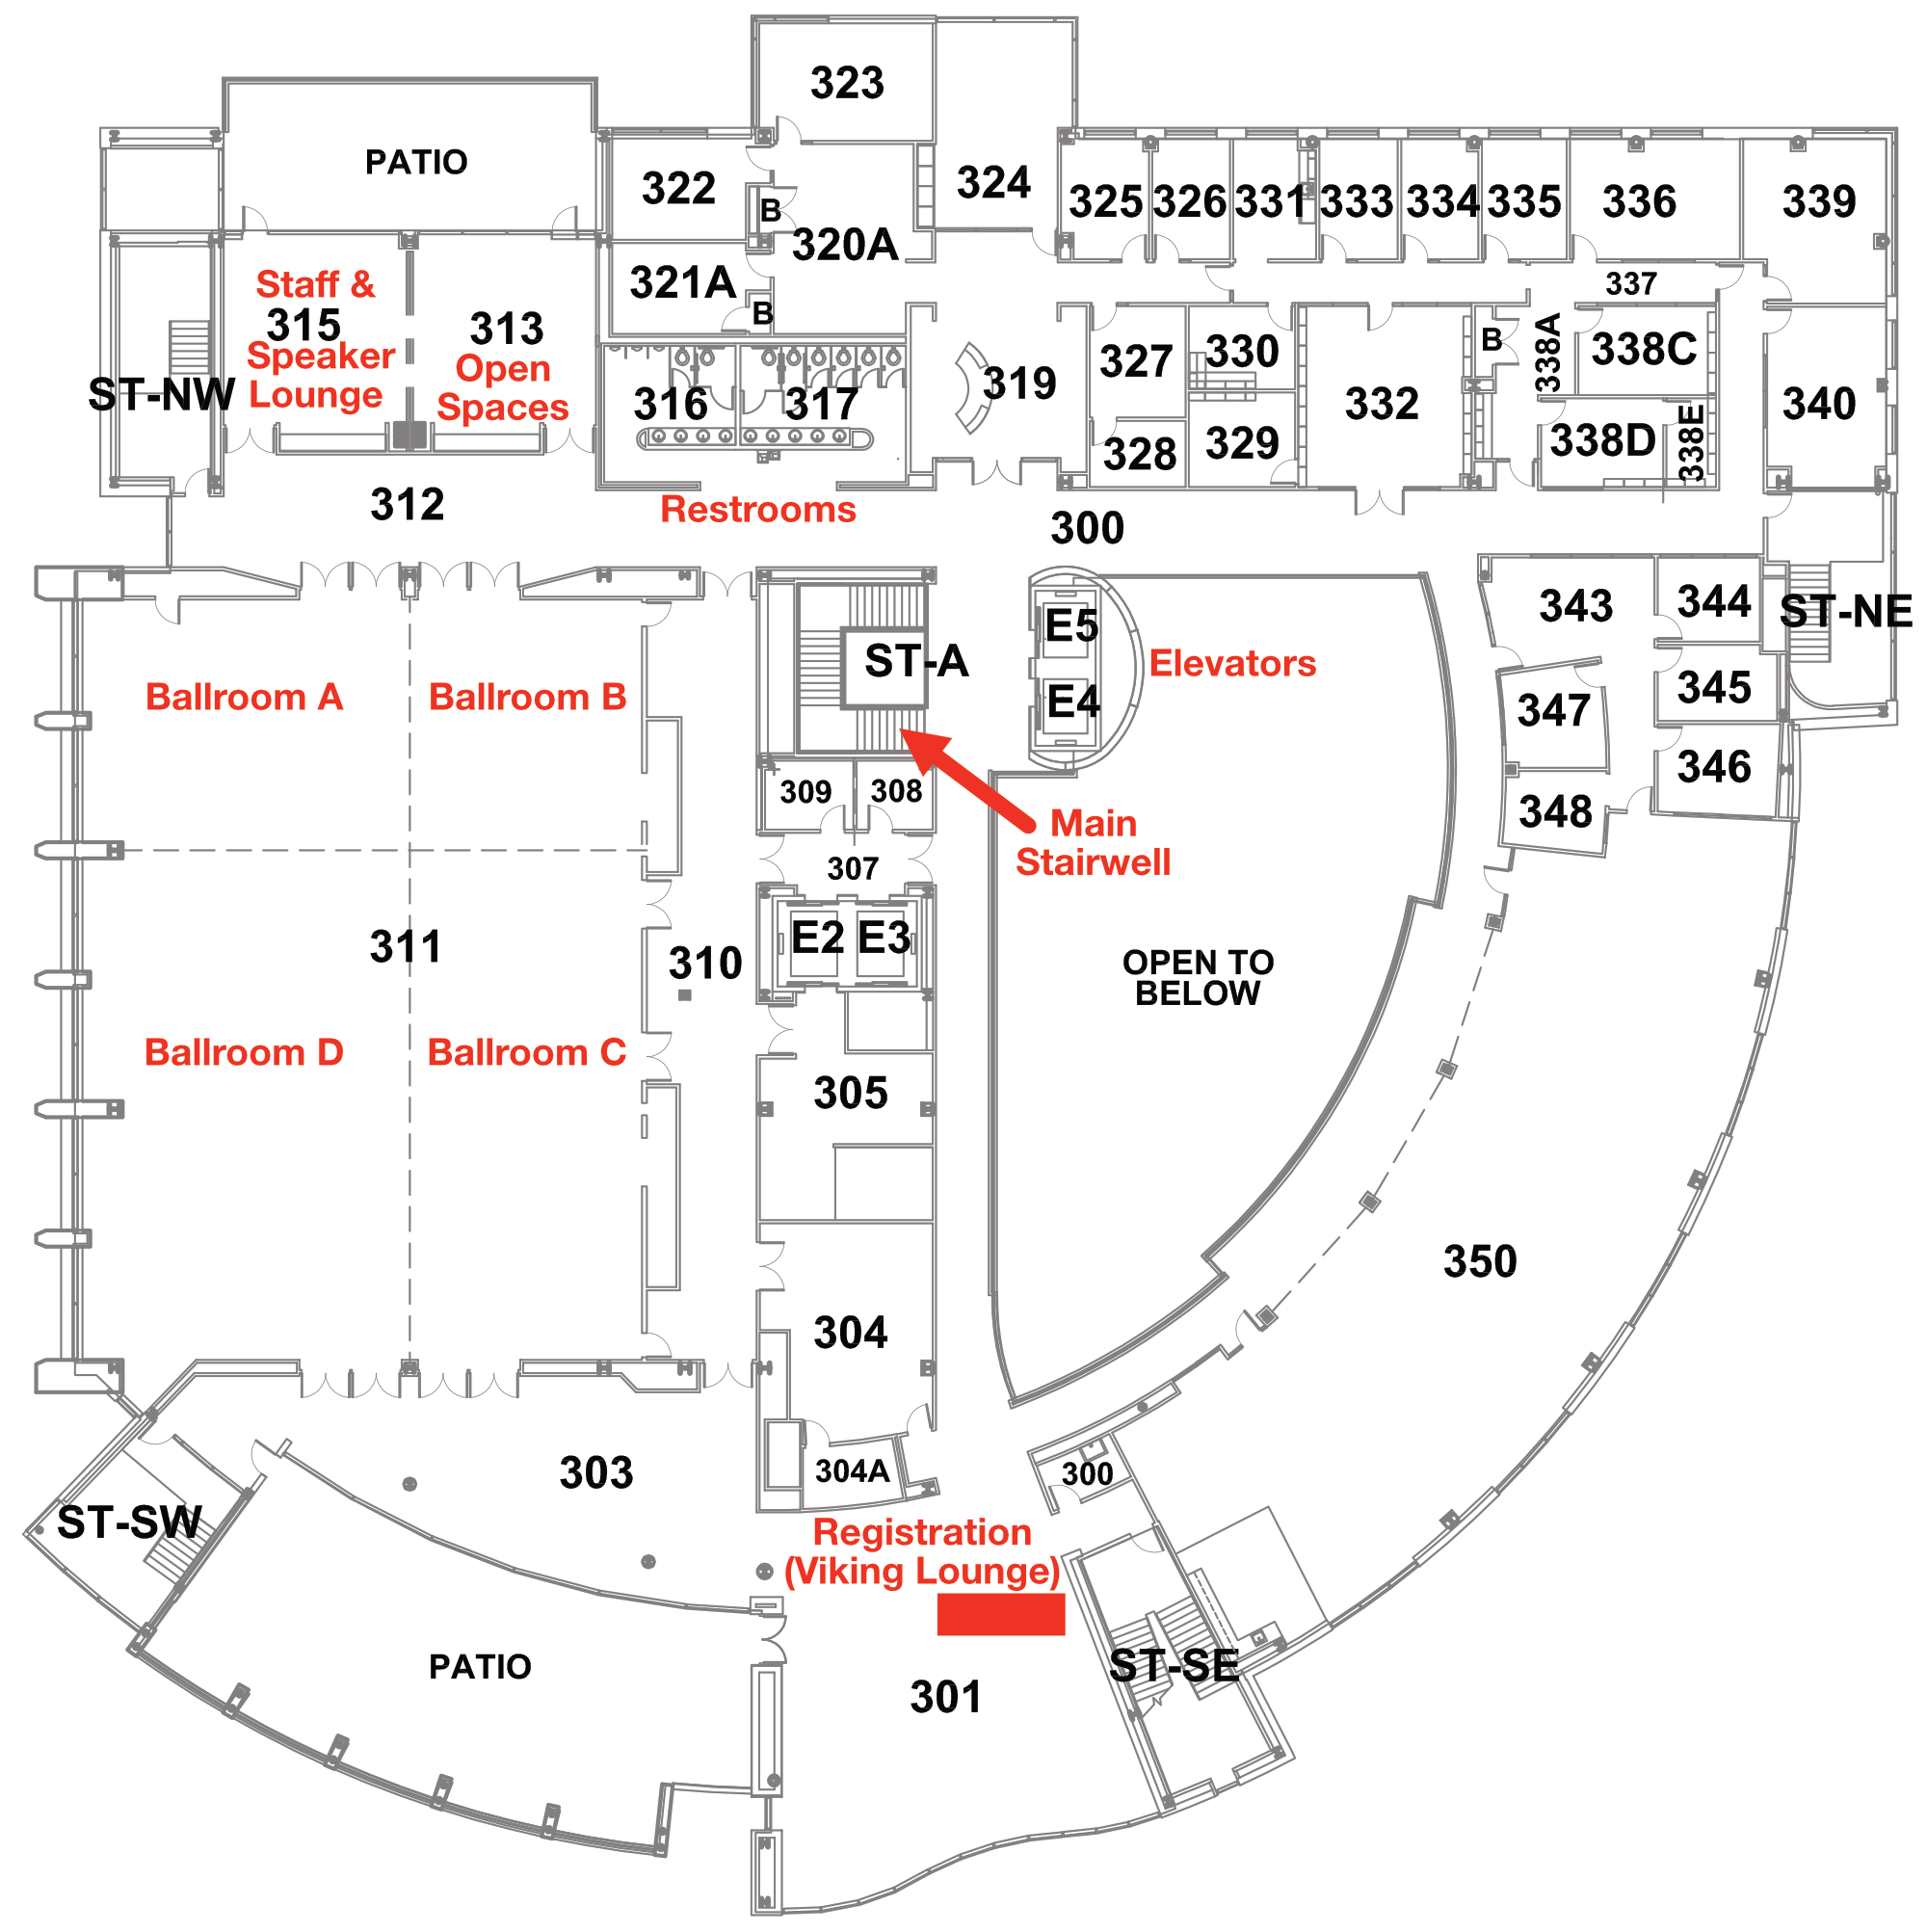 323
PATIO
322
324
325
326
331
333
334
335
336
339
B
320A
321A
B
337
Staff &
315
Speaker
Lounge
313
Open
Spaces
ST-NW
316
317
319
327
330
332
B
338A
338C
340
328
329
338D
338E
312
Restrooms
300
E5
ST-A
E4
Elevators
343
344
ST-NE
345
347
346
348
Ballroom A
Ballroom B
309
308
Main
Stairwell
307
311
310
E2
E3
OPEN TO
BELOW
Ballroom D
Ballroom C
305
350
304
303
304A
300
ST-SW
Registration
(Viking Lounge)
PATIO
301
ST-SE